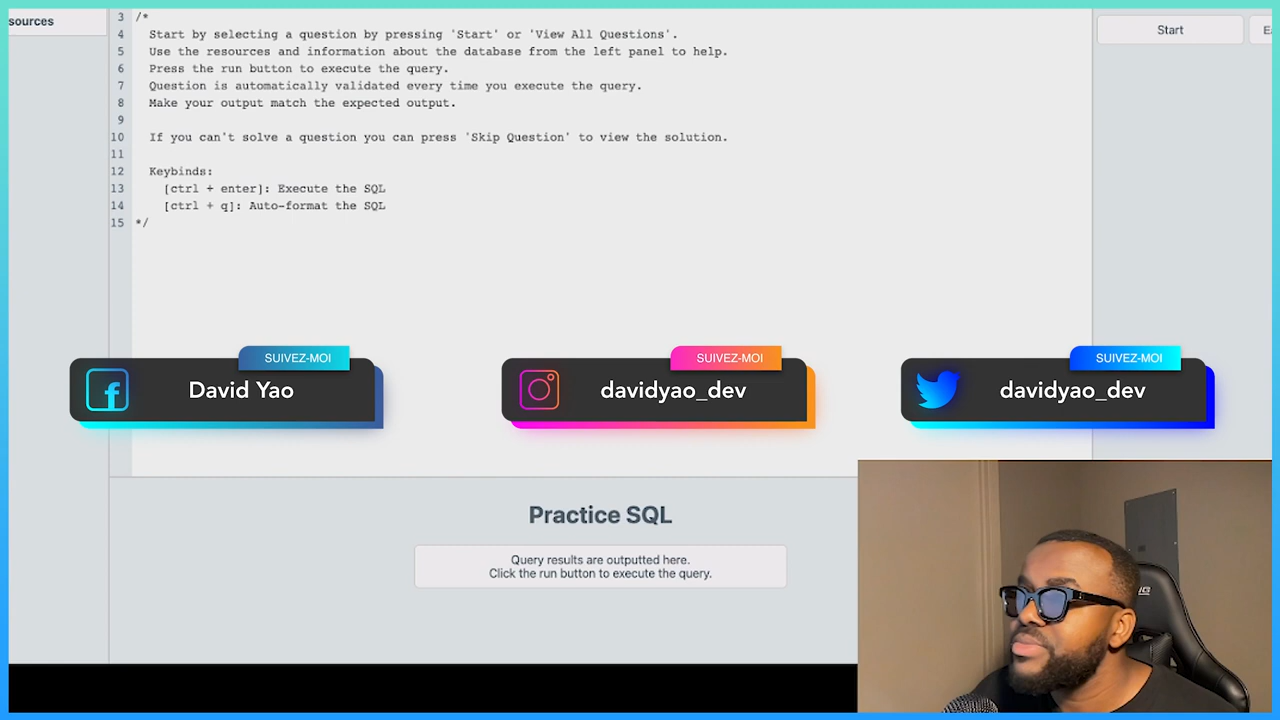 sources
3 /*
4 Start by selecting a question by pressing 'Start' or 'View All Questions'.
5 Use the resources and information about the database from the left panel to help.
6 Press the run button to execute the query.
7 Question is automatically validated every time you execute the query.
8 Make your output match the expected output.
9
10 If you can't solve a question you can press 'Skip Question' to view the solution.
11
12 Keybinds:
13 [ctrl + enter]: Execute the SQL
14 [ctrl + q]: Auto-format the SQL
15 */
Start
SUIVEZ-MOI
David Yao
SUIVEZ-MOI
davidyao_dev
SUIVEZ-MOI
davidyao_dev
Practice SQL
Query results are outputted here.
Click the run button to execute the query.